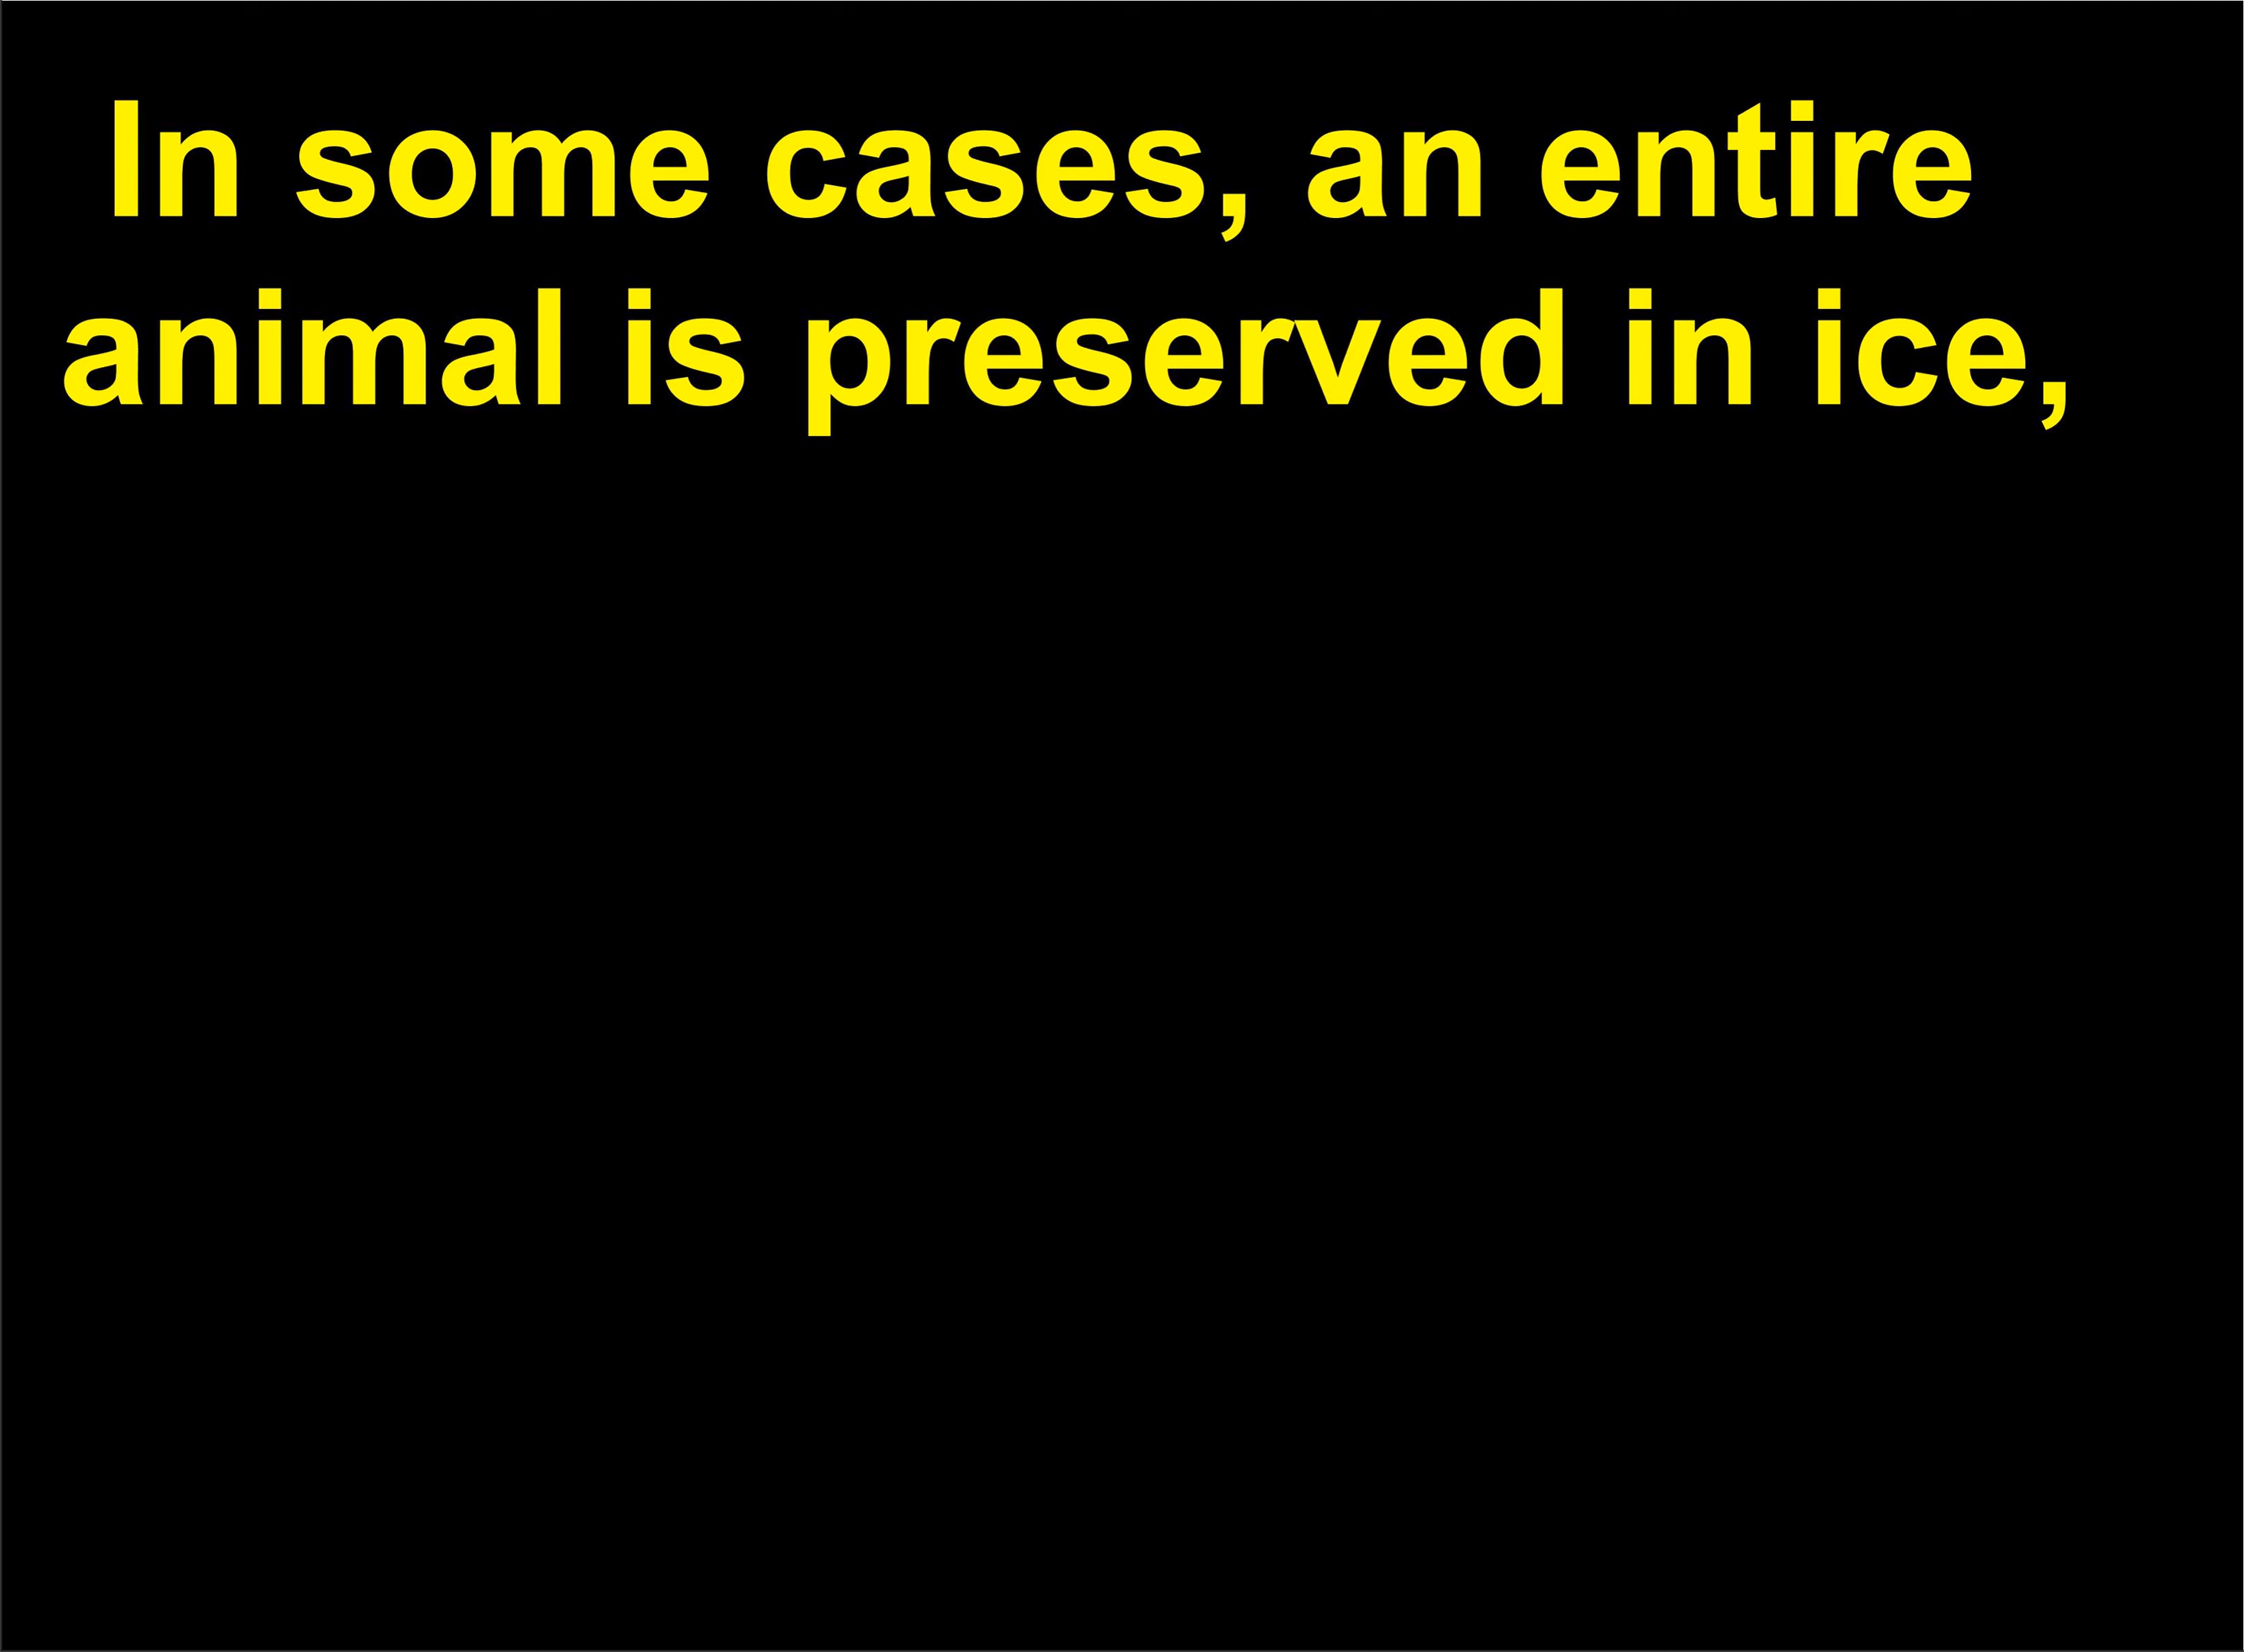 In some cases, an entire
animal is preserved in ice,